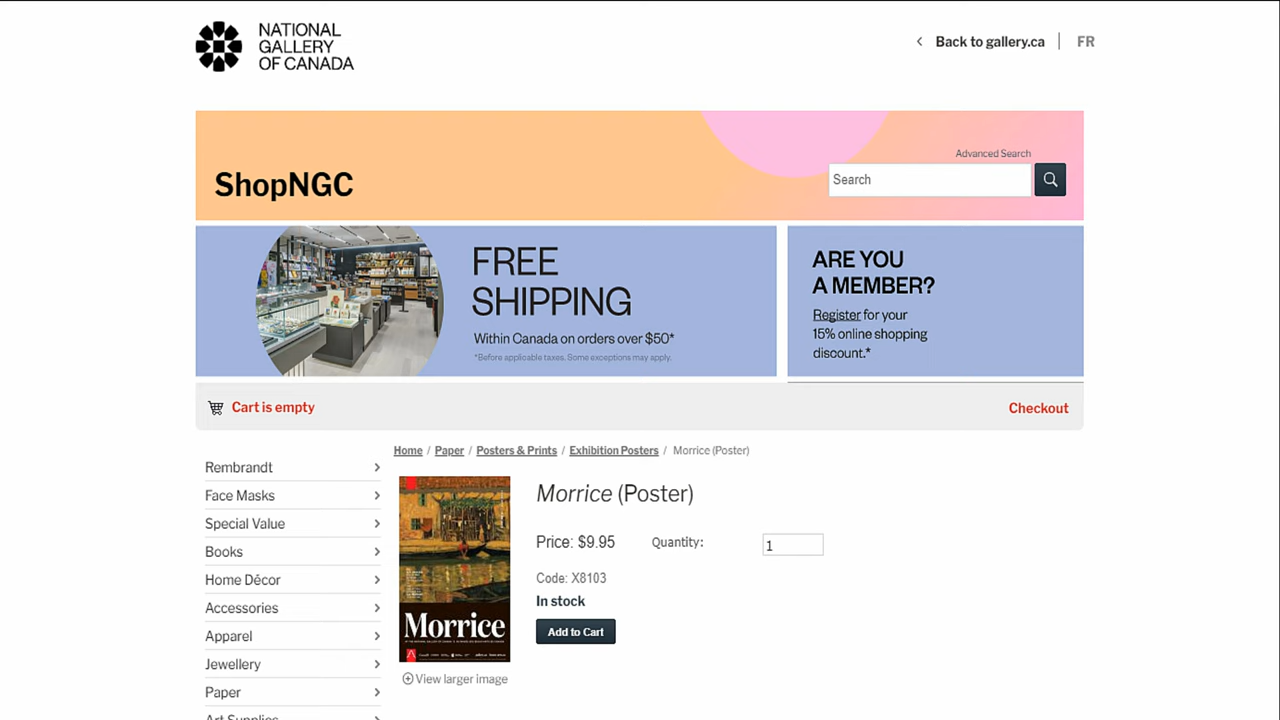 NATIONAL
GALLERY
OF CANADA
Back to gallery.ca
FR
Advanced Search
ShopNGC
Search
FREE
SHIPPING
Within Canada on orders over $50*
*Before applicable taxes. Some exceptions may apply.
ARE YOU
A MEMBER?
Register for your
15% online shopping
discount.*
Cart is empty
Checkout
Home / Paper / Posters & Prints / Exhibition Posters / Morrice (Poster)
Rembrandt
Face Masks
Special Value
Books
Home Décor
Accessories
Apparel
Jewellery
Paper
Art Supplies
Morrice
View larger image
Morrice (Poster)
Price: $9.95
Quantity:
1
Code: X8103
In stock
Add to Cart